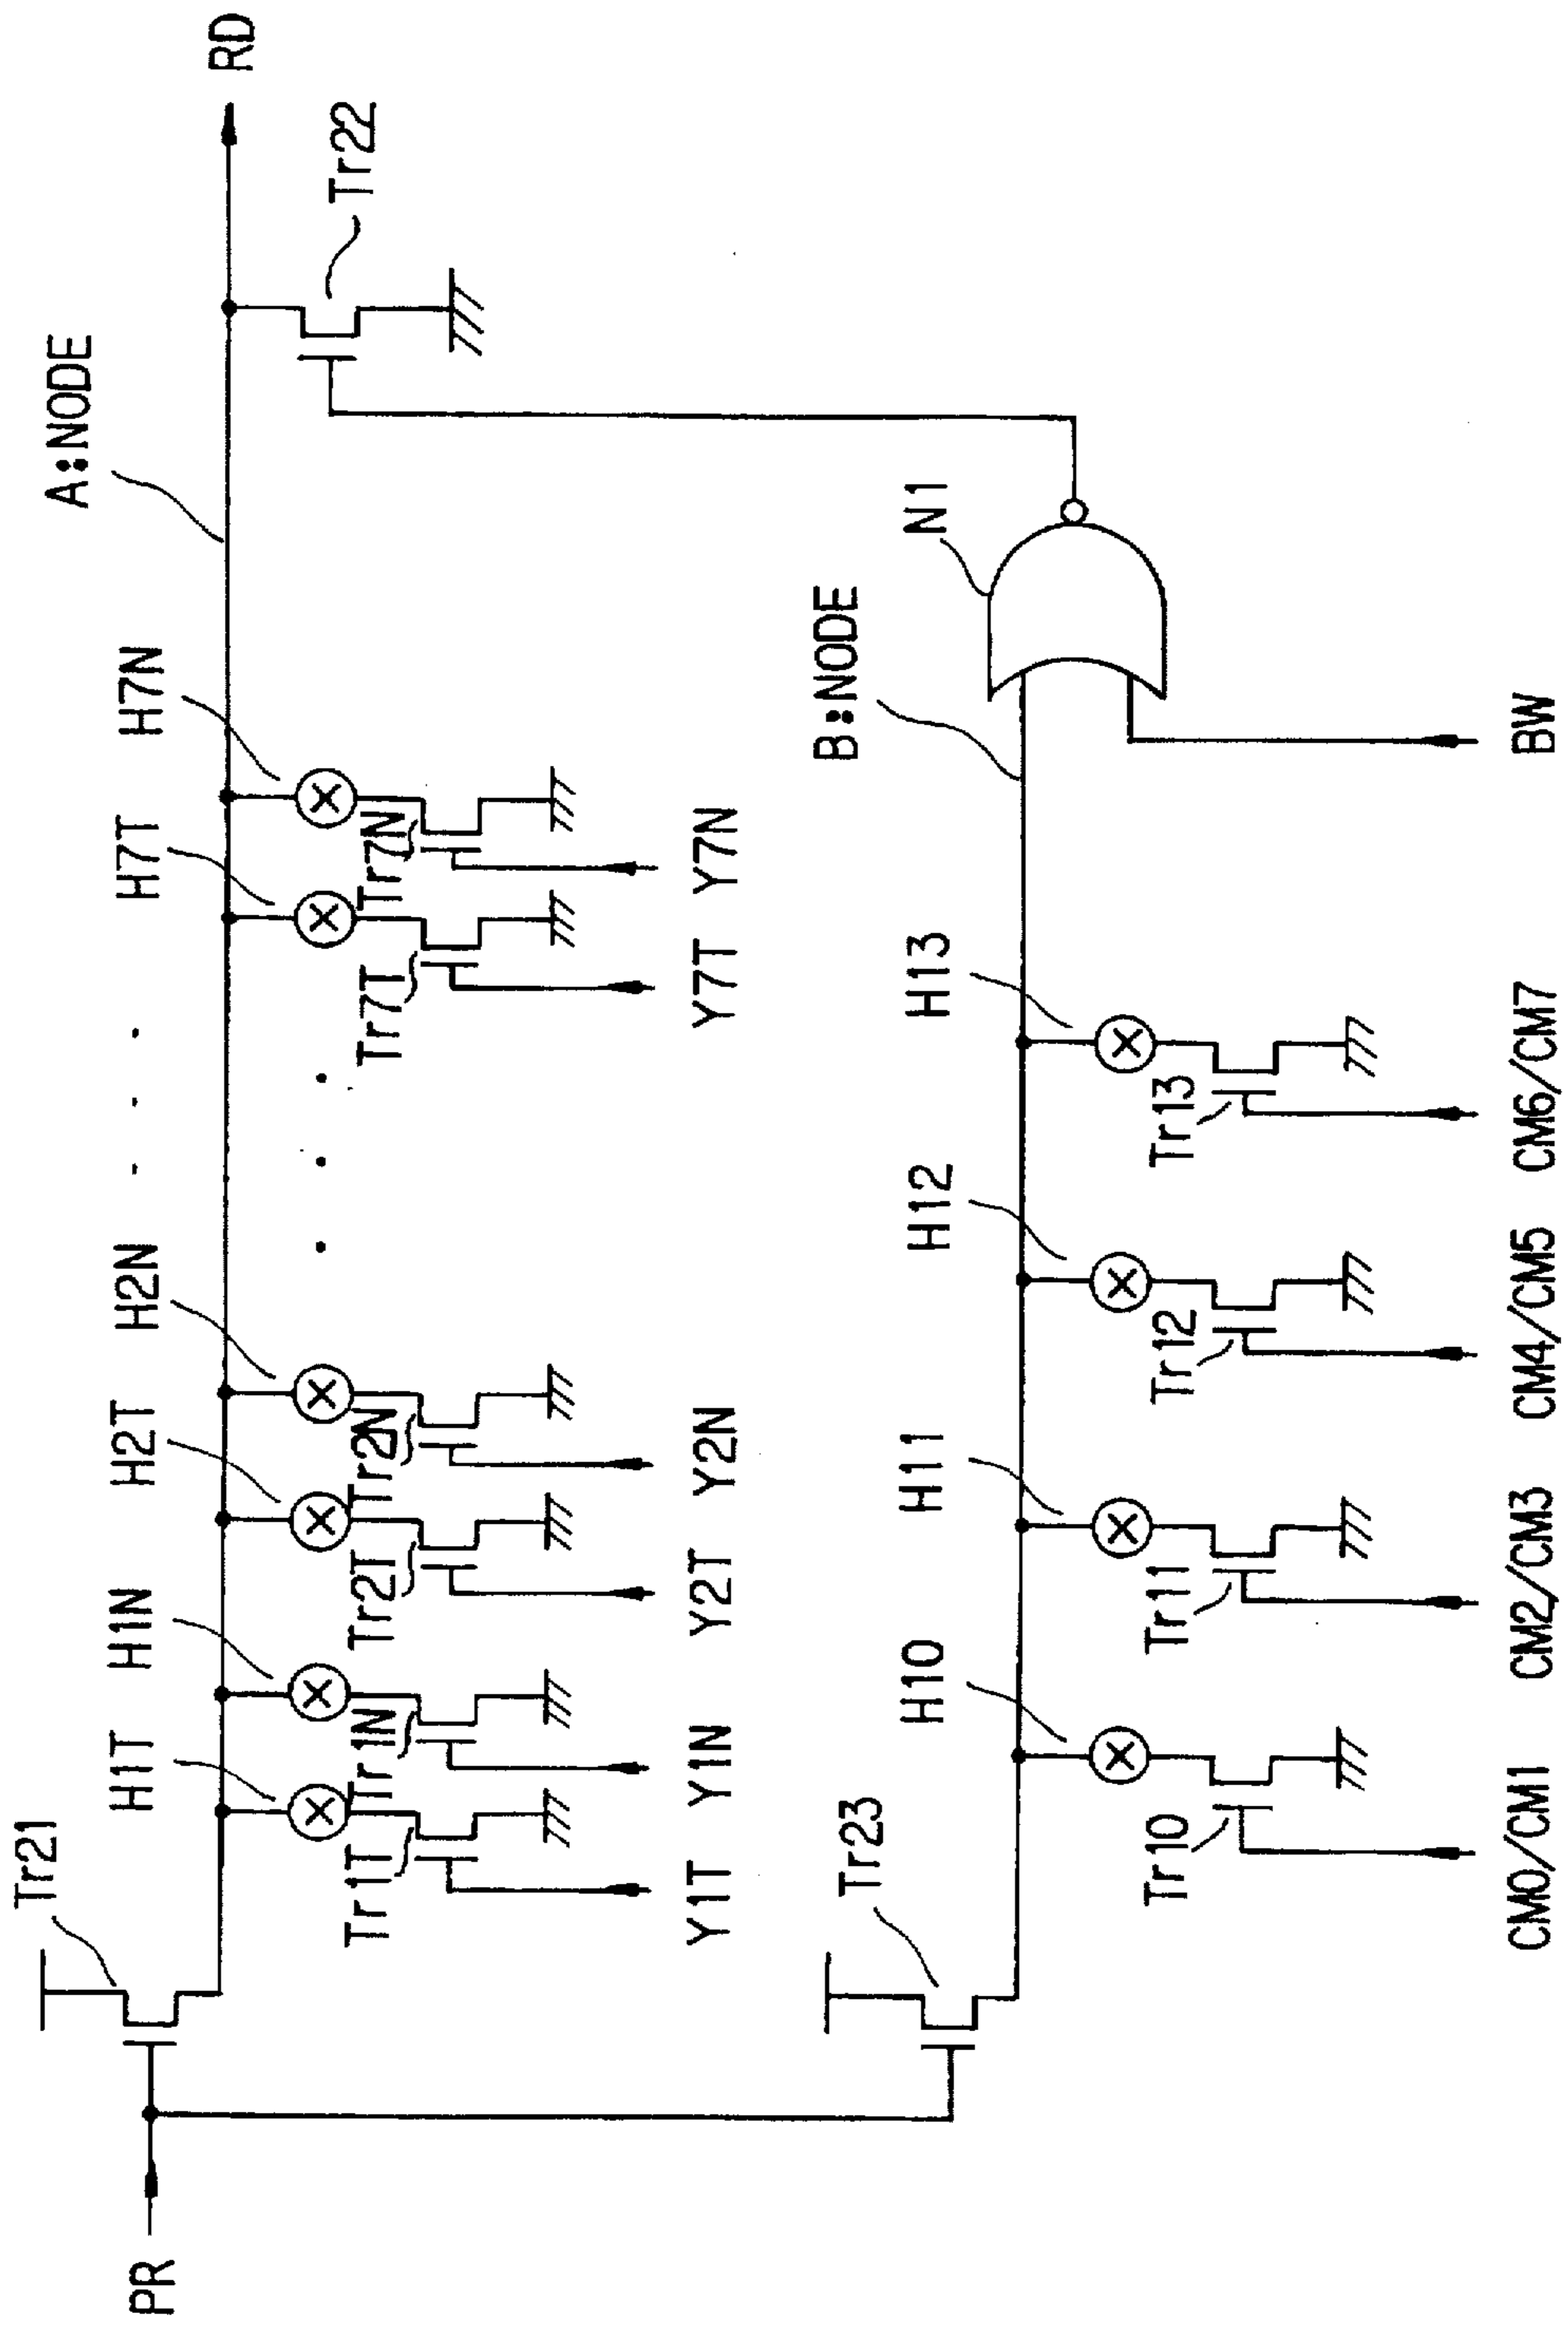 PR
Tr21
H1T
H1N
H2T
H2N
H7T
H7N
A:NODE
RD
Tr1T
Tr1N
Tr2T
Tr2N
Tr7T
Tr7N
Tr22
Y1T
Y1N
Y2T
Y2N
Y7T
Y7N
Tr23
H10
H11
H12
H13
B:NODE
N1
Tr10
Tr11
Tr12
Tr13
CM0/CM1
CM2/CM3
CM4/CM5
CM6/CM7
BW